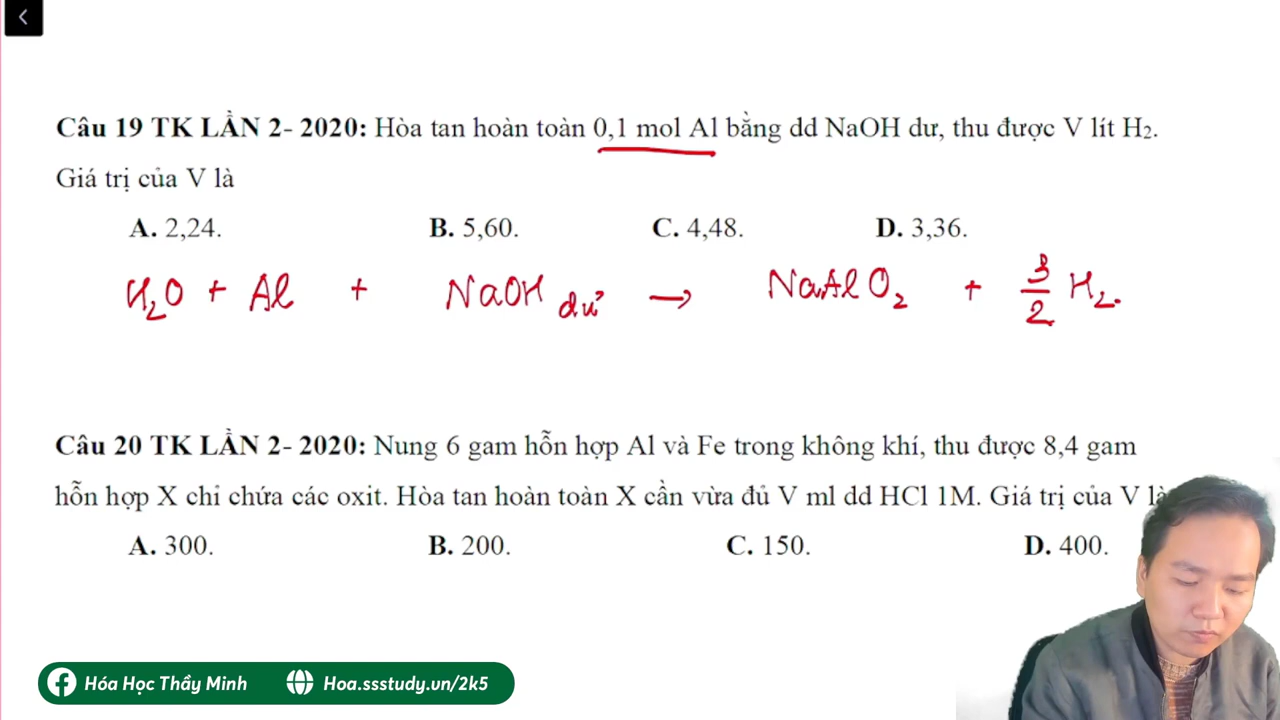 Câu 19 TK LẦN 2- 2020: Hòa tan hoàn toàn 0,1 mol Al bằng dd NaOH dư, thu được V lít H₂.
Giá trị của V là
A. 2,24. B. 5,60. C. 4,48. D. 3,36.
H₂O + Al + NaOH dư → NaAlO₂ + 3/2 H₂.
Câu 20 TK LẦN 2- 2020: Nung 6 gam hỗn hợp Al và Fe trong không khí, thu được 8,4 gam
hỗn hợp X chỉ chứa các oxit. Hòa tan hoàn toàn X cần vừa đủ V ml dd HCl 1M. Giá trị của V là
A. 300. B. 200. C. 150. D. 400.
Hóa Học Thầy Minh Hoa.ssstudy.vn/2k5